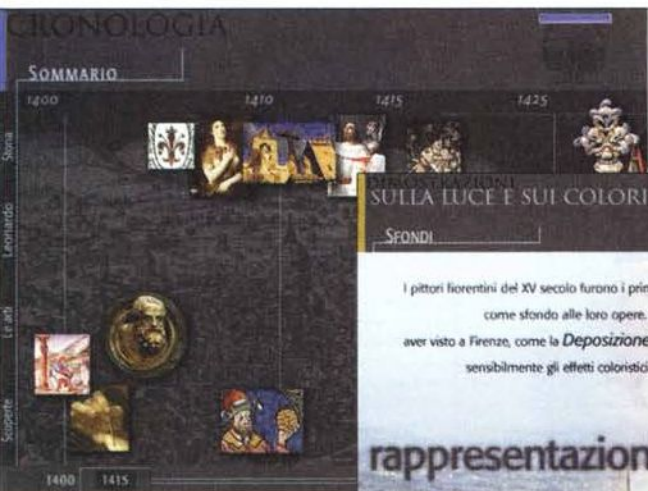 CRONOLOGIA
SOMMARIO
1400
1410
1415
1425
Storia
Leonardo
Le arti
Scoperte
1400
1415
DIMOSTRAZIONI
SULLA LUCE E SUI COLORI
SFONDI
I pittori fiorentini del XV secolo furono i prim
come sfondo alle loro opere.
aver visto a Firenze, come la Deposizione
sensibilmente gli effetti coloristici
rappresentazion